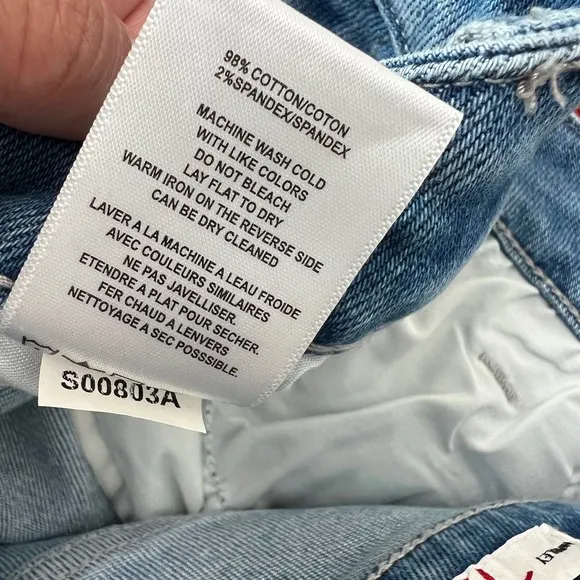 98% COTTON/COTON
2%SPANDEX/SPANDEX
MACHINE WASH COLD
WITH LIKE COLORS
DO NOT BLEACH
LAY FLAT TO DRY
WARM IRON ON THE REVERSE SIDE
CAN BE DRY CLEANED
LAVER A LA MACHINE A LEAU FROIDE
AVEC COULEURS SIMILAIRES
NE PAS JAVELLISER.
ETENDRE A PLAT POUR SECHER.
FER CHAUD A LENVERS
NETTOYAGE A SEC POSSSIBLE.
S00803A